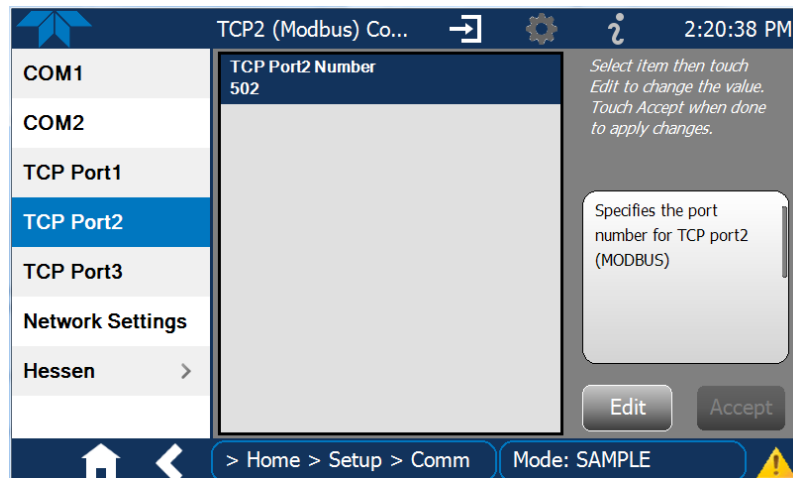 TCP2 (Modbus) Co...
2:20:38 PM
COM1
COM2
TCP Port1
TCP Port2
TCP Port3
Network Settings
Hessen >
TCP Port2 Number
502
Select item then touch
Edit to change the value.
Touch Accept when done
to apply changes.
Specifies the port
number for TCP port2
(MODBUS)
Edit
Accept
> Home > Setup > Comm
Mode: SAMPLE